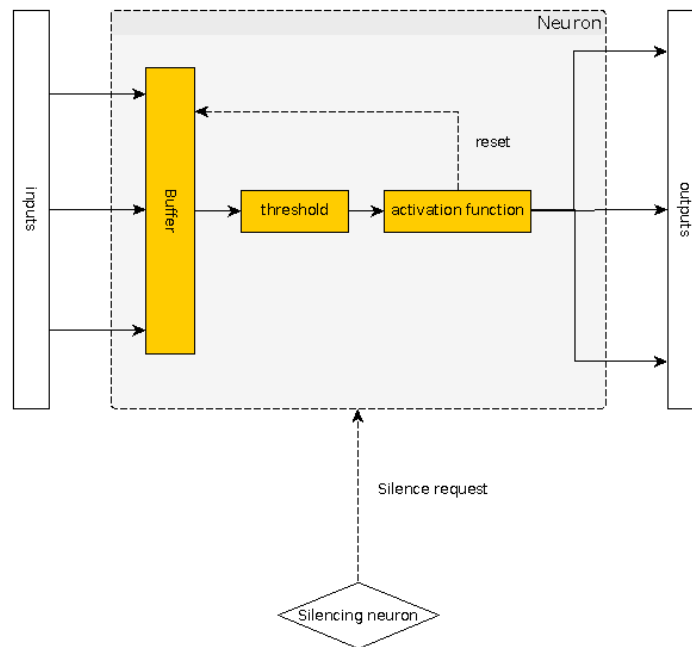 Neuron
inputs
Buffer
reset
threshold
activation function
outputs
Silence request
Silencing neuron